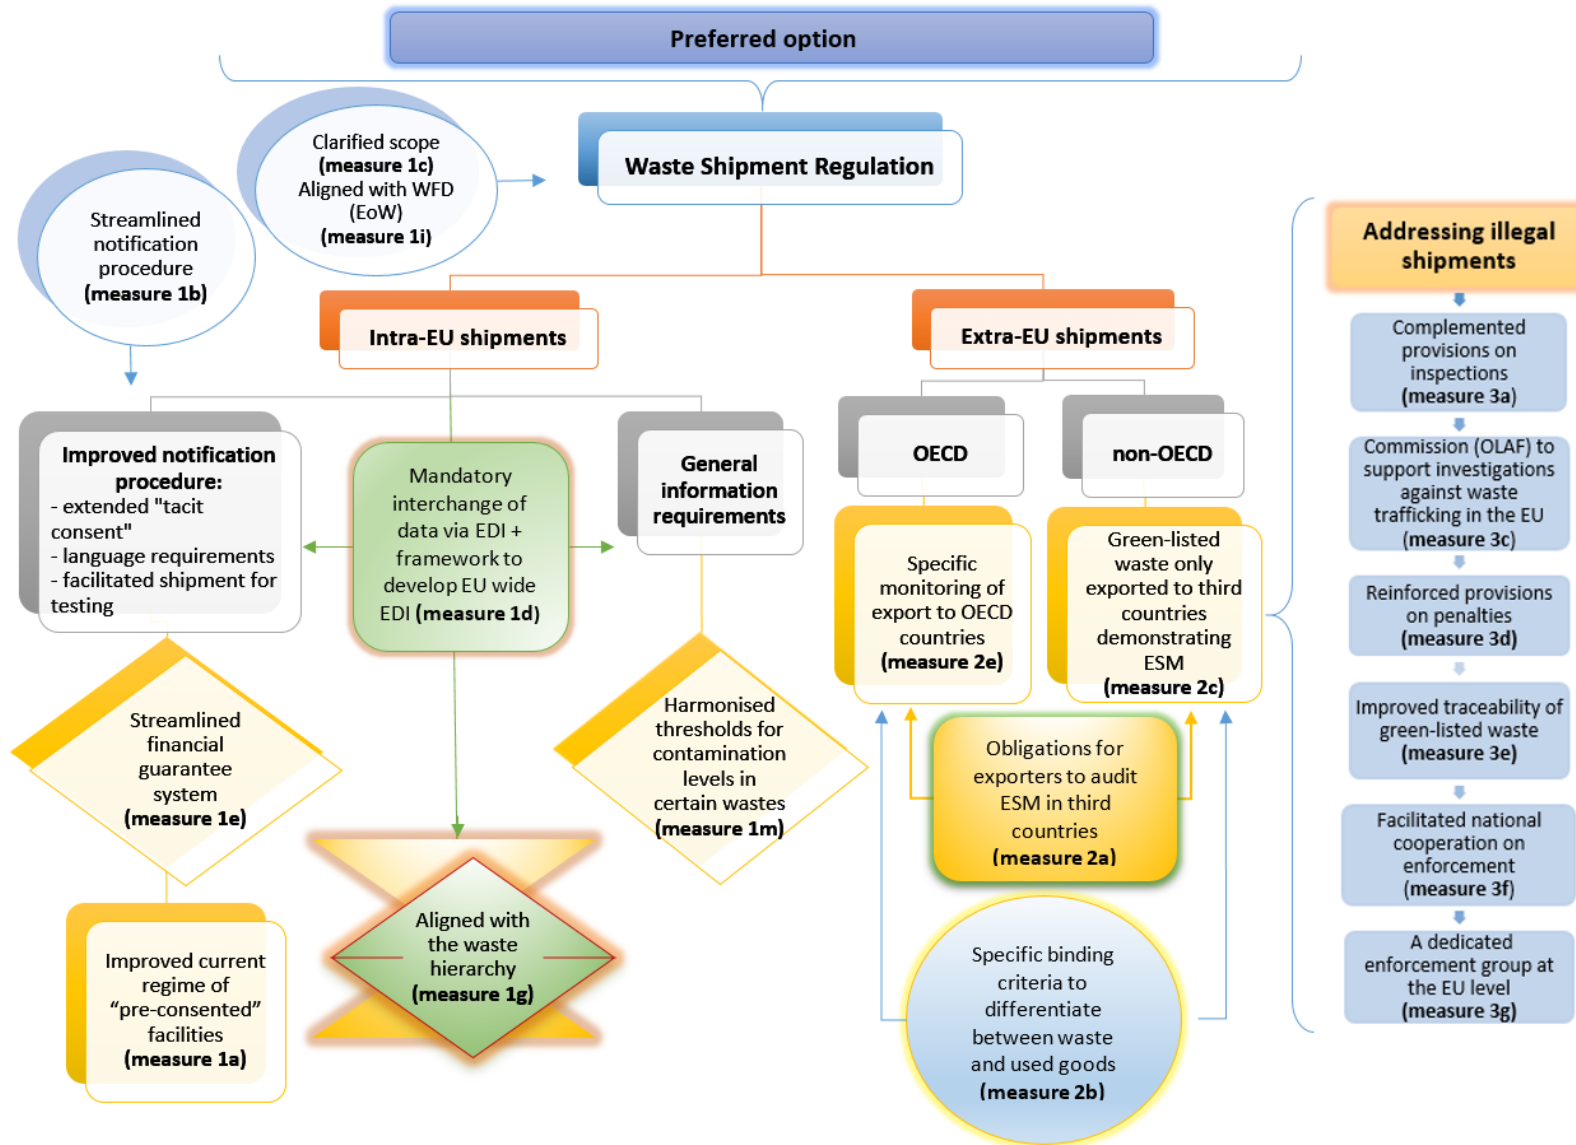 Preferred option
Clarified scope
(measure 1c)
Aligned with WFD
(EoW)
(measure 1i)
Waste Shipment Regulation
Streamlined
notification
procedure
(measure 1b)
Intra-EU shipments
Extra-EU shipments
Improved notification
procedure:
- extended "tacit
consent"
- language requirements
- facilitated shipment for
testing
Mandatory
interchange of
data via EDI +
framework to
develop EU wide
EDI (measure 1d)
General
information
requirements
OECD
non-OECD
Specific
monitoring of
export to OECD
countries
(measure 2e)
Green-listed
waste only
exported to third
countries
demonstrating
ESM
(measure 2c)
Streamlined
financial
guarantee
system
(measure 1e)
Harmonised
thresholds for
contamination
levels in
certain wastes
(measure 1m)
Obligations for
exporters to audit
ESM in third
countries
(measure 2a)
Improved current
regime of
“pre-consented”
facilities
(measure 1a)
Aligned with
the waste
hierarchy
(measure 1g)
Specific binding
criteria to
differentiate
between waste
and used goods
(measure 2b)
Addressing illegal
shipments
Complemented
provisions on
inspections
(measure 3a)
Commission (OLAF) to
support investigations
against waste
trafficking in the EU
(measure 3c)
Reinforced provisions
on penalties
(measure 3d)
Improved traceability of
green-listed waste
(measure 3e)
Facilitated national
cooperation on
enforcement
(measure 3f)
A dedicated
enforcement group at
the EU level
(measure 3g)